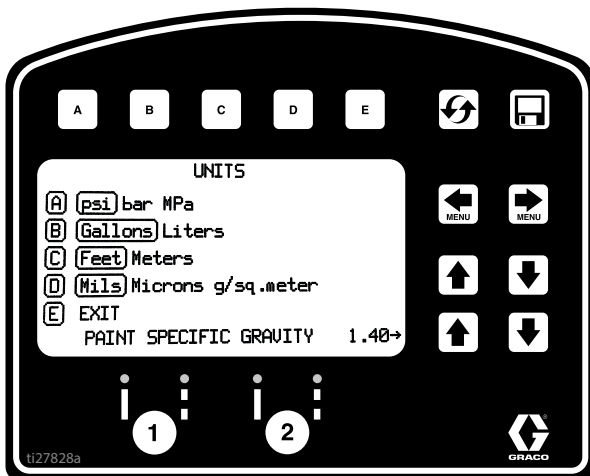 A B C D E
UNITS
A psi bar MPa
B Gallons Liters
C Feet Meters
D Mils Microns g/sq.meter
E EXIT
PAINT SPECIFIC GRAVITY 1.40→
MENU MENU
1 2
ti27828a
G
GRACO